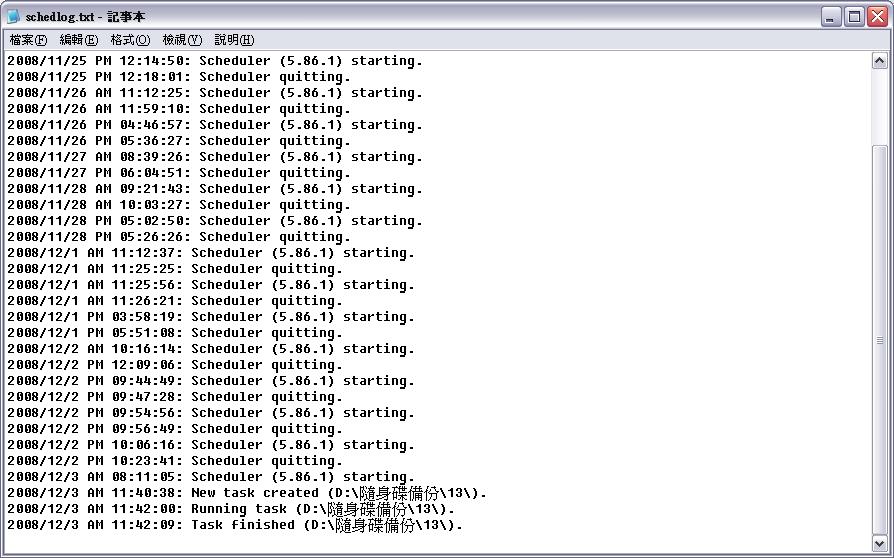 schedlog.txt - 記事本
檔案(F) 編輯(E) 格式(O) 檢視(V) 說明(H)
2008/11/25 PM 12:14:50: Scheduler (5.86.1) starting.
2008/11/25 PM 12:18:01: Scheduler quitting.
2008/11/26 AM 11:12:25: Scheduler (5.86.1) starting.
2008/11/26 AM 11:59:10: Scheduler quitting.
2008/11/26 PM 04:46:57: Scheduler (5.86.1) starting.
2008/11/26 PM 05:36:27: Scheduler quitting.
2008/11/27 AM 08:39:26: Scheduler (5.86.1) starting.
2008/11/27 PM 06:04:51: Scheduler quitting.
2008/11/28 AM 09:21:43: Scheduler (5.86.1) starting.
2008/11/28 AM 10:03:27: Scheduler quitting.
2008/11/28 PM 05:02:50: Scheduler (5.86.1) starting.
2008/11/28 PM 05:26:26: Scheduler quitting.
2008/12/1 AM 11:12:37: Scheduler (5.86.1) starting.
2008/12/1 AM 11:25:25: Scheduler quitting.
2008/12/1 AM 11:25:56: Scheduler (5.86.1) starting.
2008/12/1 AM 11:26:21: Scheduler quitting.
2008/12/1 PM 03:58:19: Scheduler (5.86.1) starting.
2008/12/1 PM 05:51:08: Scheduler quitting.
2008/12/2 AM 10:16:14: Scheduler (5.86.1) starting.
2008/12/2 PM 12:09:06: Scheduler quitting.
2008/12/2 PM 09:44:49: Scheduler (5.86.1) starting.
2008/12/2 PM 09:47:28: Scheduler quitting.
2008/12/2 PM 09:54:56: Scheduler (5.86.1) starting.
2008/12/2 PM 09:56:49: Scheduler quitting.
2008/12/2 PM 10:06:16: Scheduler (5.86.1) starting.
2008/12/2 PM 10:23:41: Scheduler quitting.
2008/12/3 AM 08:11:05: Scheduler (5.86.1) starting.
2008/12/3 AM 11:40:38: New task created (D:\隨身碟備份\13\).
2008/12/3 AM 11:42:00: Running task (D:\隨身碟備份\13\).
2008/12/3 AM 11:42:09: Task finished (D:\隨身碟備份\13\).